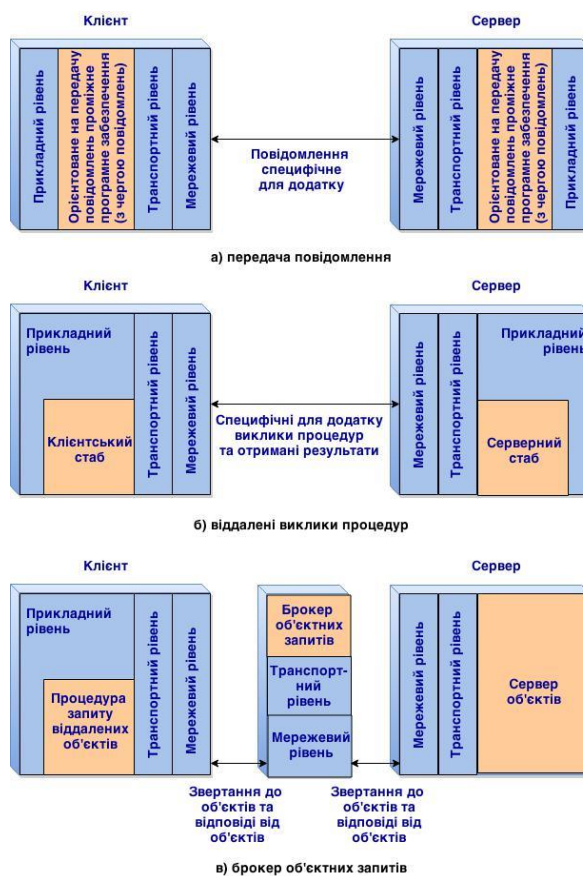 Клієнт
Сервер
Прикладний рівень
Орієнтоване на передачу
повідомлень проміжне
програмне забезпечення
(з чергою повідомлень)
Транспортний рівень
Мережевий рівень
Повідомлення
специфічне
для додатку
Мережевий рівень
Транспортний рівень
Орієнтоване на передачу
повідомлень проміжне
програмне забезпечення
(з чергою повідомлень)
Прикладний рівень
а) передача повідомлення
Клієнт
Сервер
Прикладний
рівень
Клієнтський
стаб
Транспортний рівень
Мережевий рівень
Специфічні для додатку
виклики процедур
та отримані результати
Мережевий рівень
Транспортний рівень
Прикладний
рівень
Серверний
стаб
б) віддалені виклики процедур
Клієнт
Сервер
Прикладний
рівень
Процедура
запиту
віддалених
об'єктів
Транспортний рівень
Мережевий рівень
Брокер
об'єктних
запитів
Транспорт-
ний
рівень
Мережевий
рівень
Мережевий рівень
Транспортний рівень
Сервер
об'єктів
Звертання до
об'єктів та
відповіді від
об'єктів
Звертання до
об'єктів та
відповіді від
об'єктів
в) брокер об'єктних запитів